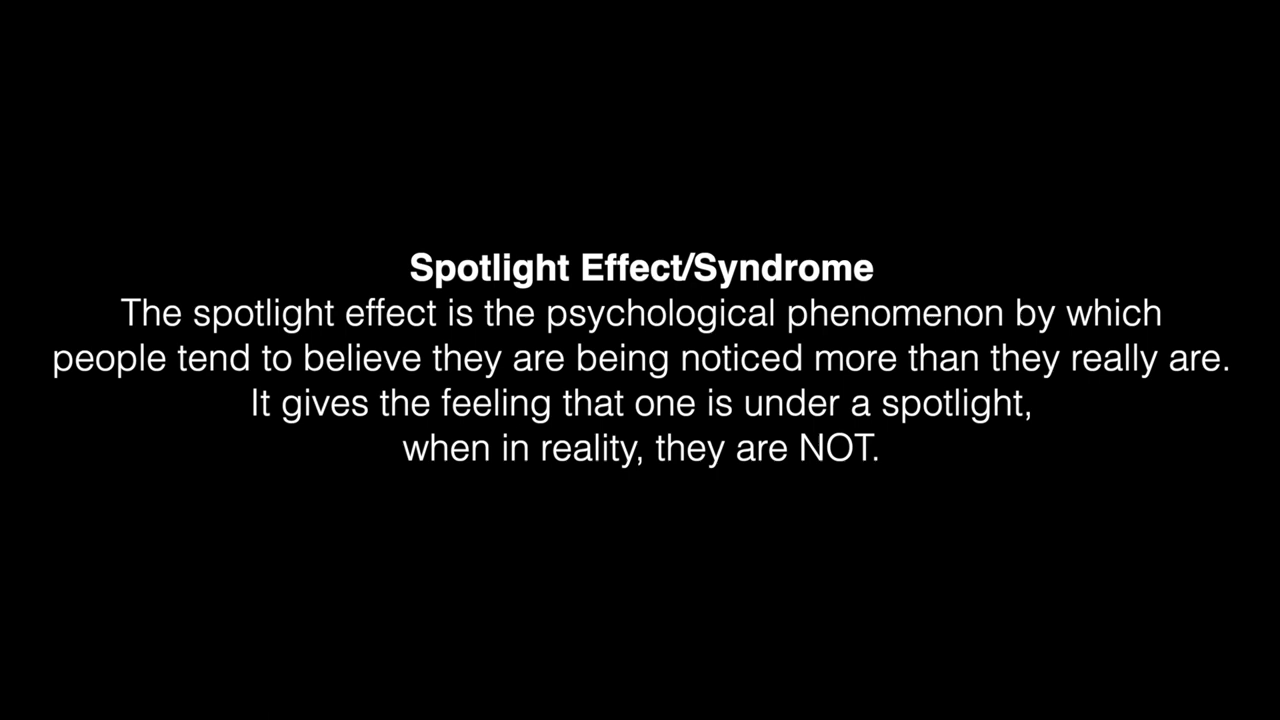 Spotlight Effect/Syndrome
The spotlight effect is the psychological phenomenon by which
people tend to believe they are being noticed more than they really are.
It gives the feeling that one is under a spotlight,
when in reality, they are NOT.